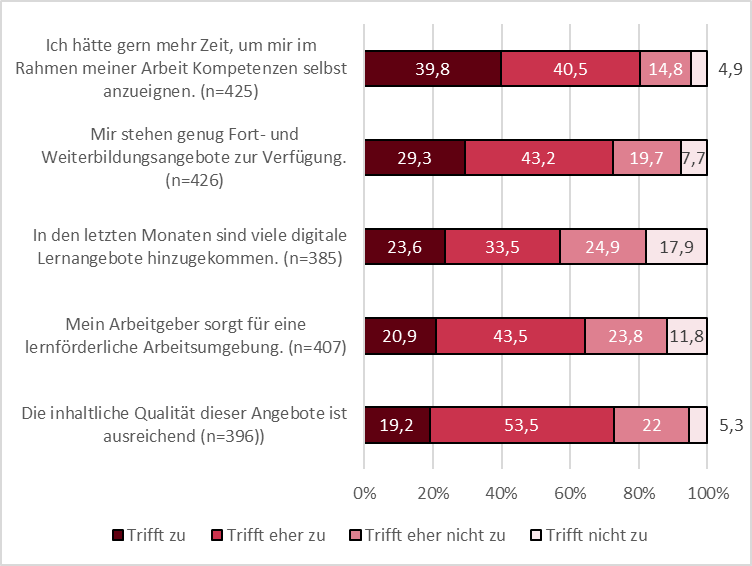 Ich hätte gern mehr Zeit, um mir im
Rahmen meiner Arbeit Kompetenzen selbst
anzueignen. (n=425)
39,8 40,5 14,8 4,9
Mir stehen genug Fort- und
Weiterbildungsangebote zur Verfügung.
(n=426)
29,3 43,2 19,7 7,7
In den letzten Monaten sind viele digitale
Lernangebote hinzugekommen. (n=385)
23,6 33,5 24,9 17,9
Mein Arbeitgeber sorgt für eine
lernförderliche Arbeitsumgebung. (n=407)
20,9 43,5 23,8 11,8
Die inhaltliche Qualität dieser Angebote ist
ausreichend (n=396))
19,2 53,5 22 5,3
0% 20% 40% 60% 80% 100%
Trifft zu Trifft eher zu Trifft eher nicht zu Trifft nicht zu